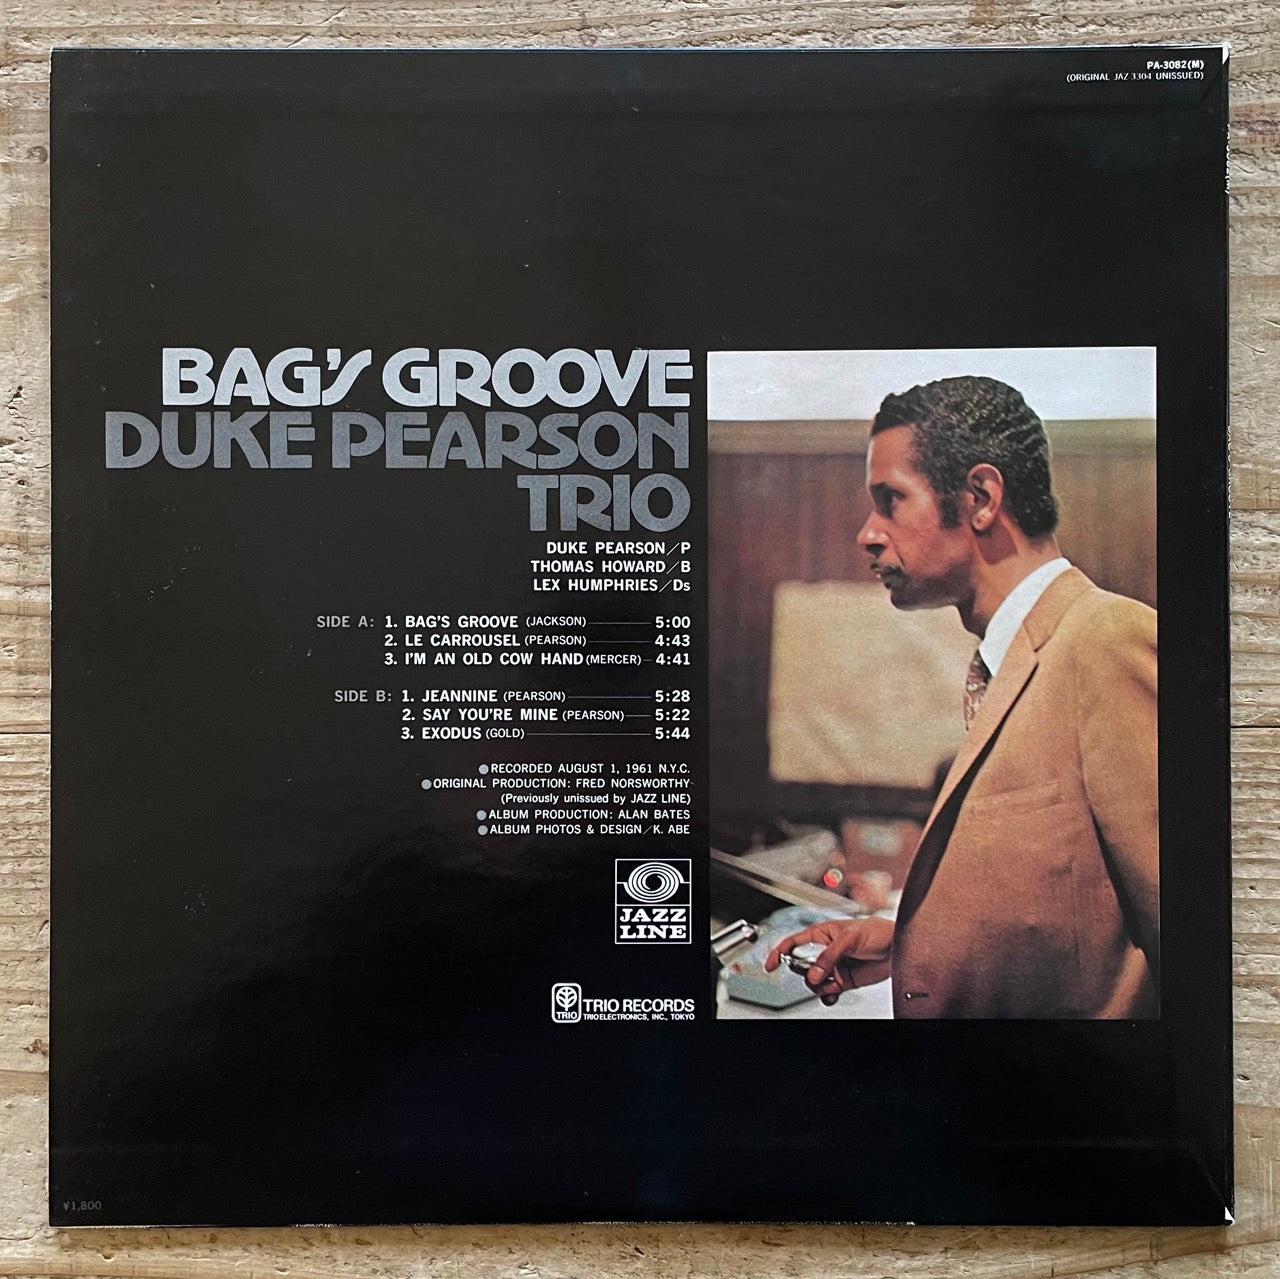 PA-3082(M)
(ORIGINAL JAZ 3304 UNISSUED)
BAG'S GROOVE
DUKE PEARSON
TRIO
DUKE PEARSON/P
THOMAS HOWARD/B
LEX HUMPHRIES/Ds
SIDE A: 1. BAG'S GROOVE (JACKSON) 5:00
2. LE CARROUSEL (PEARSON) 4:43
3. I'M AN OLD COW HAND (MERCER) 4:41
SIDE B: 1. JEANNINE (PEARSON) 5:28
2. SAY YOU'RE MINE (PEARSON) 5:22
3. EXODUS (GOLD) 5:44
●RECORDED AUGUST 1, 1961 N.Y.C.
●ORIGINAL PRODUCTION: FRED NORSWORTHY
(Previously unissued by JAZZ LINE)
●ALBUM PRODUCTION: ALAN BATES
●ALBUM PHOTOS & DESIGN/K. ABE
JAZZ
LINE
TRIO
TRIO RECORDS
TRIO ELECTRONICS, INC., TOKYO
¥1,800